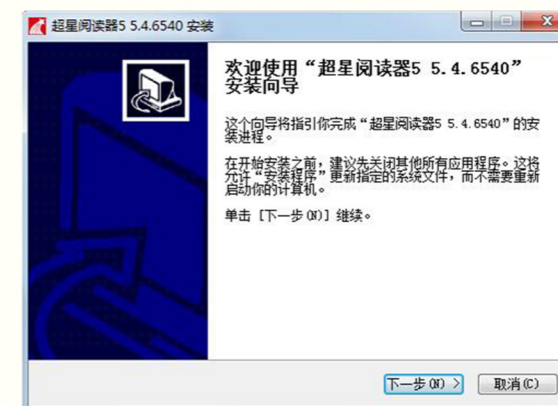 超星阅读器5 5.4.6540 安装
欢迎使用“超星阅读器5 5.4.6540”
安装向导
这个向导将指引你完成“超星阅读器5 5.4.6540”的安
装进程。
在开始安装之前，建议先关闭其他所有应用程序。这将
允许“安装程序”更新指定的系统文件，而不需要重新
启动你的计算机。
单击 [下一步(N)] 继续。
下一步(N) > 取消(C)